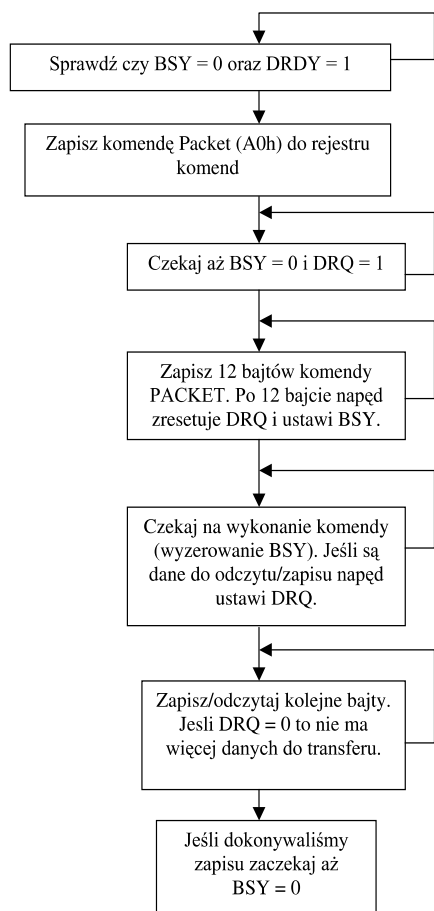 Sprawdź czy BSY = 0 oraz DRDY = 1
Zapisz komendę Packet (A0h) do rejestru
komend
Czekaj aż BSY = 0 i DRQ = 1
Zapisz 12 bajtów komendy
PACKET. Po 12 bajcie napęd
zresetuje DRQ i ustawi BSY.
Czekaj na wykonanie komendy
(wyzerowanie BSY). Jeśli są
dane do odczytu/zapisu napęd
ustawi DRQ.
Zapisz/odczytaj kolejne bajty.
Jesli DRQ = 0 to nie ma
więcej danych do transferu.
Jeśli dokonywaliśmy
zapisu zaczekaj aż
BSY = 0